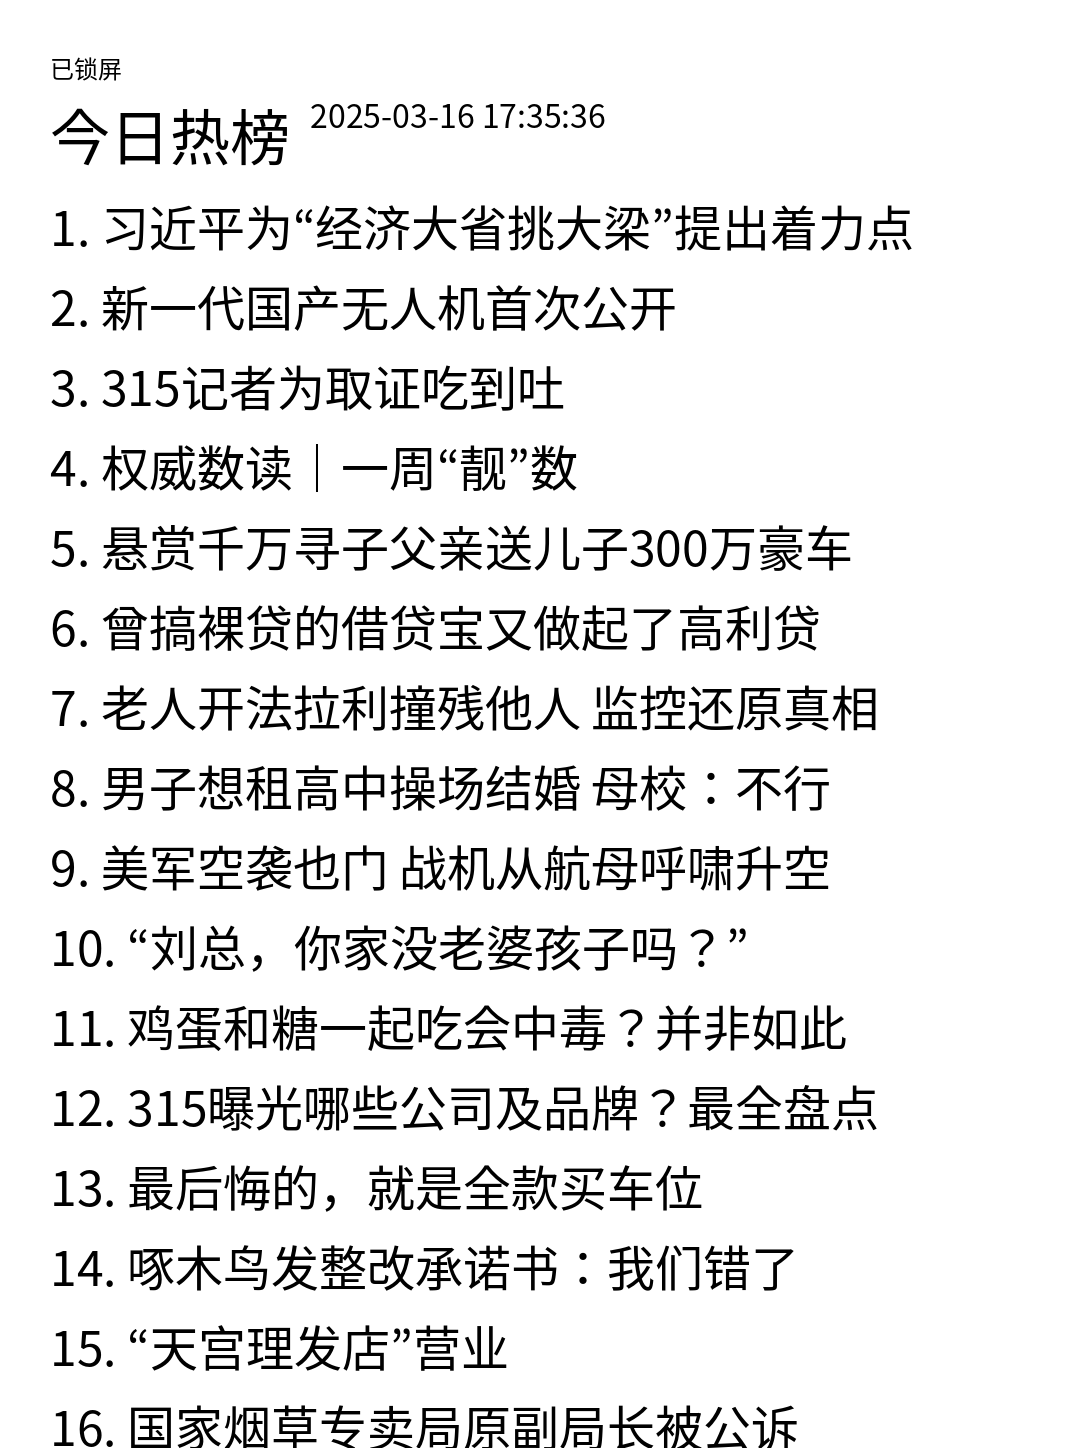 已锁屏
今日热榜 2025-03-16 17:35:36
1. 习近平为“经济大省挑大梁”提出着力点
2. 新一代国产无人机首次公开
3. 315记者为取证吃到吐
4. 权威数读｜一周“靓”数
5. 悬赏千万寻子父亲送儿子300万豪车
6. 曾搞裸贷的借贷宝又做起了高利贷
7. 老人开法拉利撞残他人 监控还原真相
8. 男子想租高中操场结婚 母校：不行
9. 美军空袭也门 战机从航母呼啸升空
10. “刘总，你家没老婆孩子吗？”
11. 鸡蛋和糖一起吃会中毒？并非如此
12. 315曝光哪些公司及品牌？最全盘点
13. 最后悔的，就是全款买车位
14. 啄木鸟发整改承诺书：我们错了
15. “天宫理发店”营业
16. 国家烟草专卖局原副局长被公诉